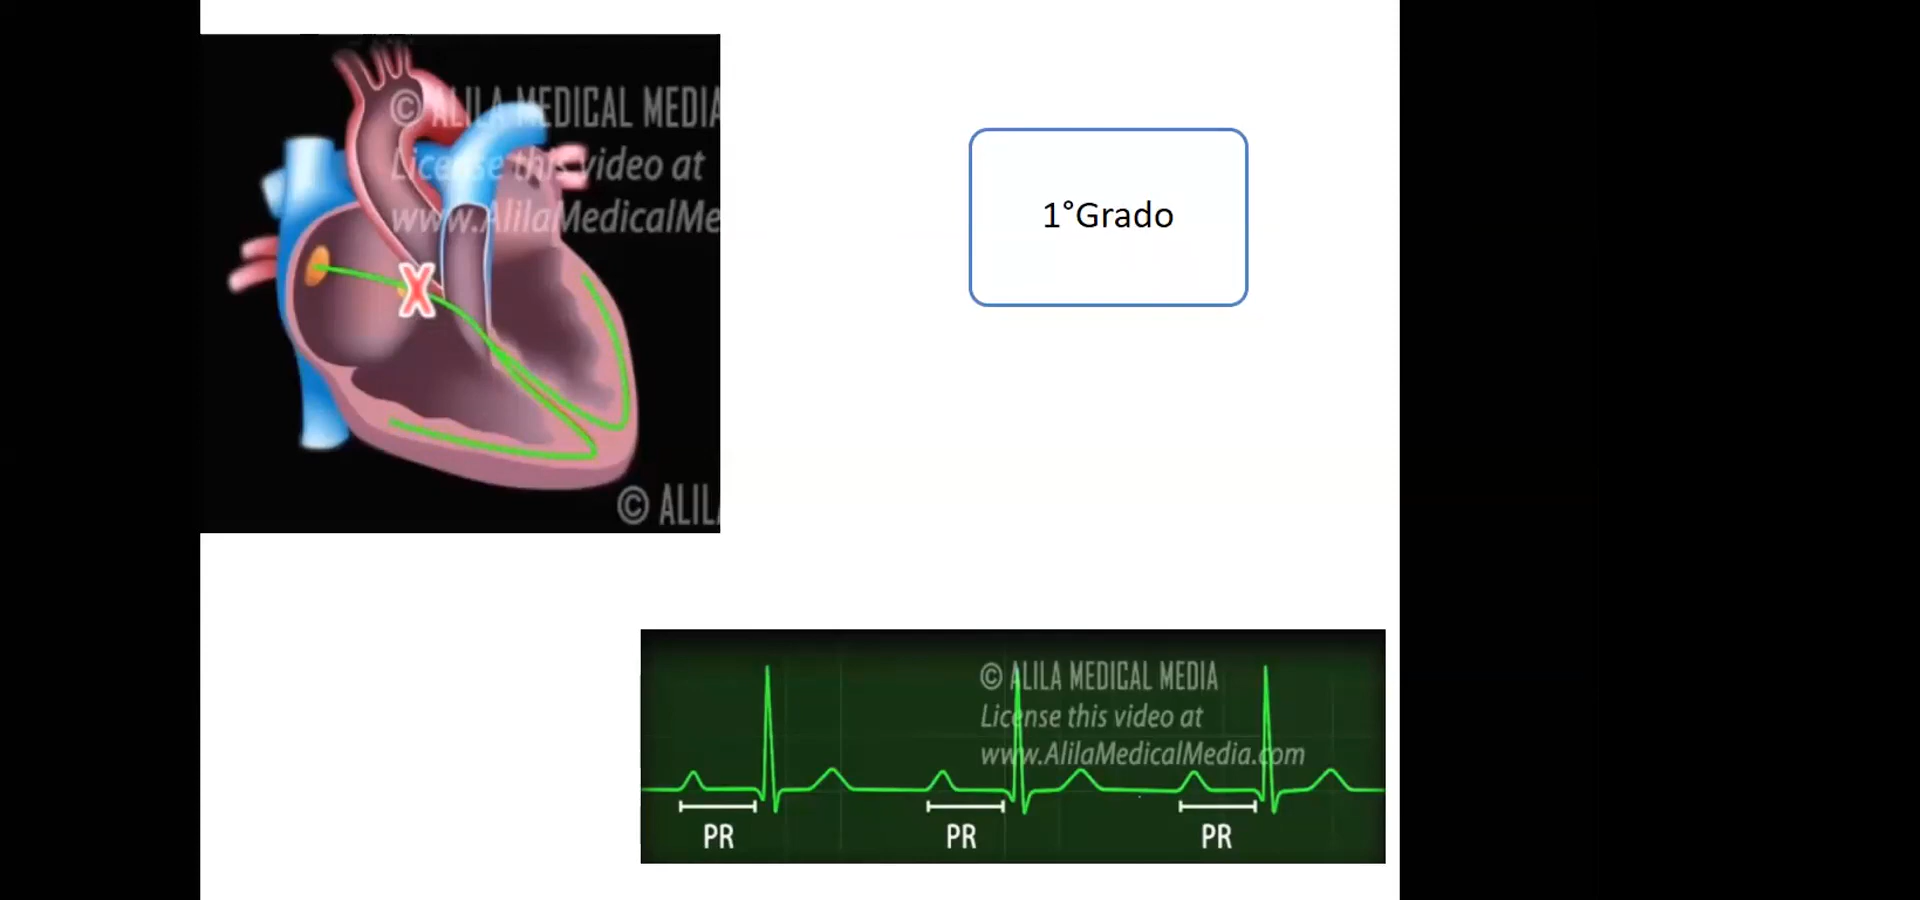 © ALILA MEDICAL MEDIA
License this video at
www.AlilaMedicalMe
© ALIL
1°Grado
X
© ALILA MEDICAL MEDIA
License this video at
www.AlilaMedicalMedia.com
PR
PR
PR